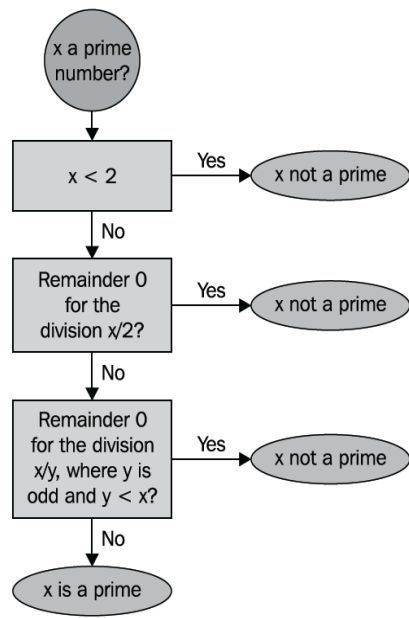 x a prime
number?
x < 2
Yes
x not a prime
No
Remainder 0
for the
division x/2?
Yes
x not a prime
No
Remainder 0
for the division
x/y, where y is
odd and y < x?
Yes
x not a prime
No
x is a prime